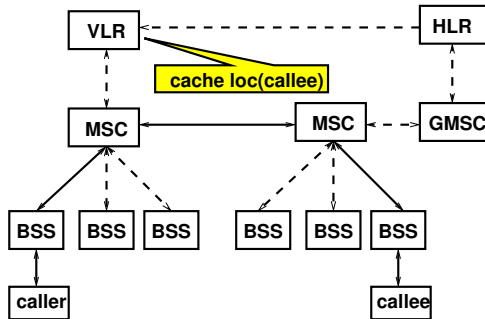 VLR
HLR
cache loc(callee)
MSC
MSC
GMSC
BSS
BSS
BSS
BSS
BSS
BSS
caller
callee